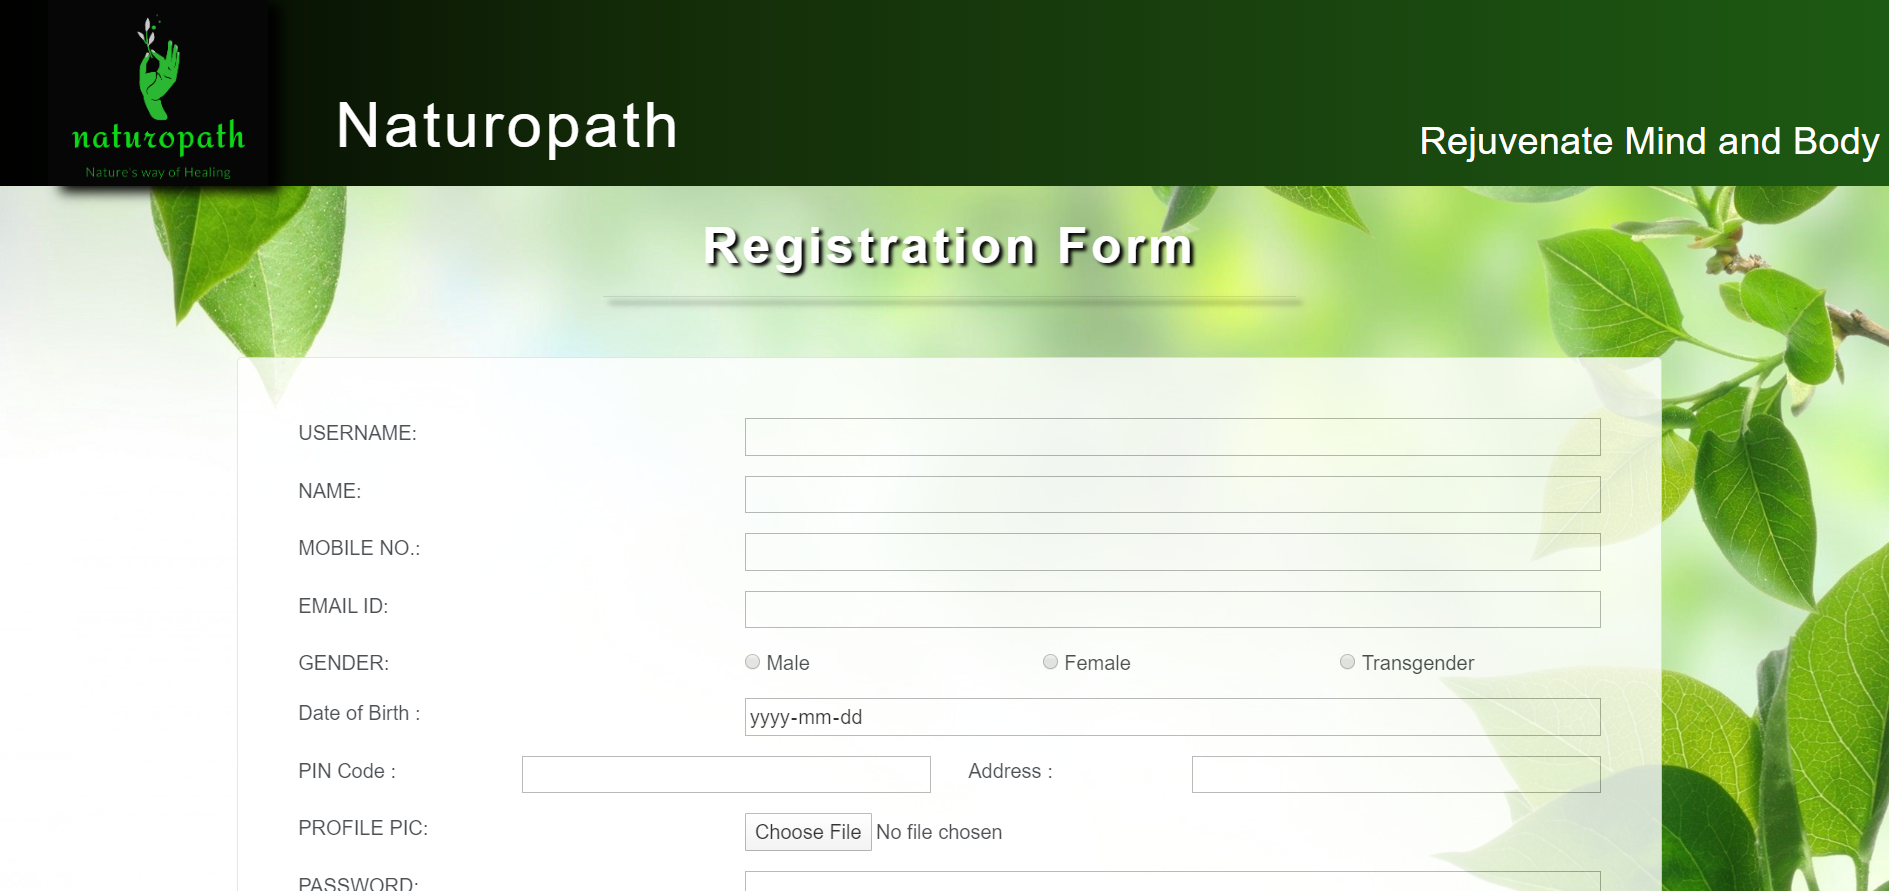 naturopath
Nature's way of Healing
Naturopath
Rejuvenate Mind and Body
Registration Form
USERNAME:
NAME:
MOBILE NO.:
EMAIL ID:
GENDER: Male Female Transgender
Date of Birth : yyyy-mm-dd
PIN Code : Address :
PROFILE PIC: Choose File No file chosen
PASSWORD: